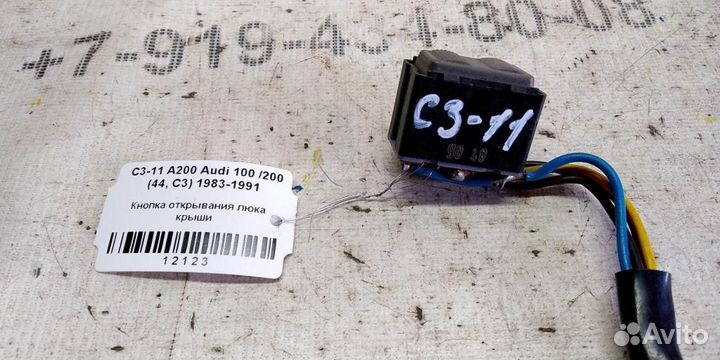 +7-919-431-80-08
C3-11
C3-11 A200 Audi 100 /200
(44, C3) 1983-1991
Кнопка открывания люка
крыши
12123
Avito